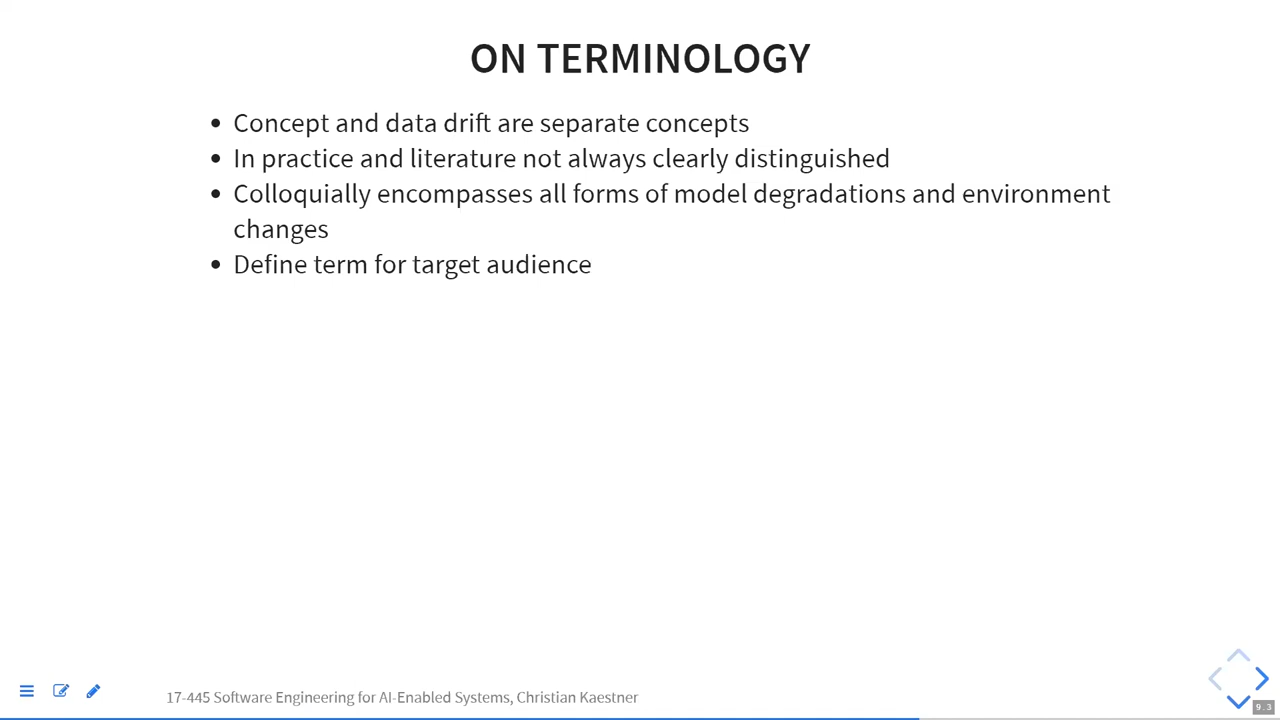 ON TERMINOLOGY
• Concept and data drift are separate concepts
• In practice and literature not always clearly distinguished
• Colloquially encompasses all forms of model degradations and environment
changes
• Define term for target audience
17-445 Software Engineering for AI-Enabled Systems, Christian Kaestner
9.3